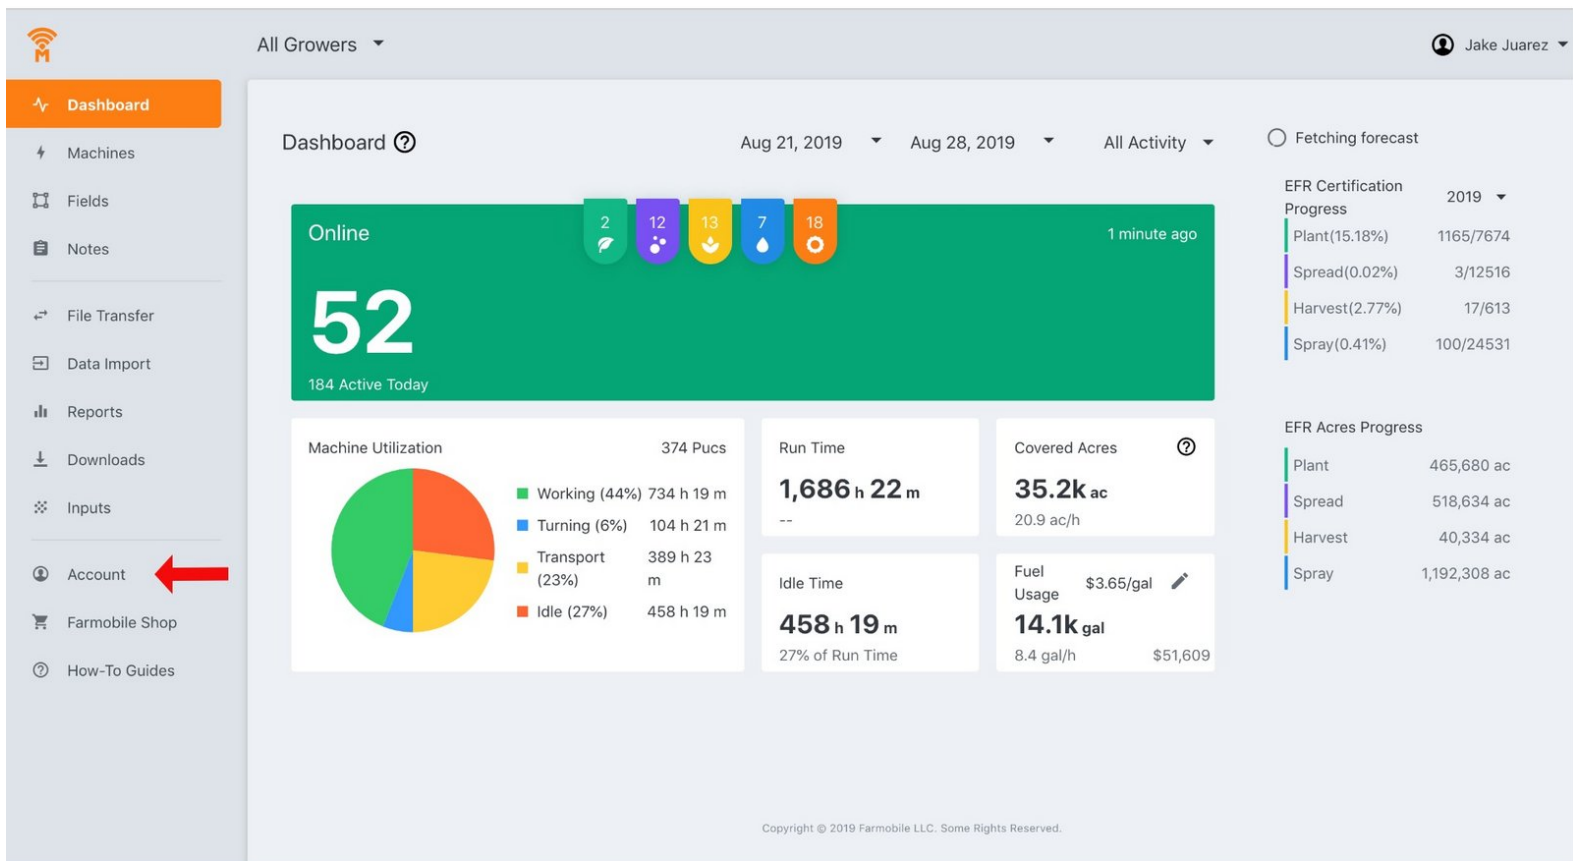 M
All Growers
Jake Juarez
Dashboard
Machines
Fields
Notes
File Transfer
Data Import
Reports
Downloads
Inputs
Account
Farmobile Shop
How-To Guides
Dashboard ?
Aug 21, 2019
Aug 28, 2019
All Activity
Online
2
12
13
7
18
1 minute ago
52
184 Active Today
Machine Utilization
374 Pucs
Working (44%) 734 h 19 m
Turning (6%) 104 h 21 m
Transport 389 h 23
(23%) m
Idle (27%) 458 h 19 m
Run Time
1,686 h 22 m
--
Covered Acres ?
35.2k ac
20.9 ac/h
Idle Time
458 h 19 m
27% of Run Time
Fuel
Usage
$3.65/gal
14.1k gal
8.4 gal/h
$51,609
Fetching forecast
EFR Certification
Progress
2019
Plant(15.18%) 1165/7674
Spread(0.02%) 3/12516
Harvest(2.77%) 17/613
Spray(0.41%) 100/24531
EFR Acres Progress
Plant 465,680 ac
Spread 518,634 ac
Harvest 40,334 ac
Spray 1,192,308 ac
Copyright © 2019 Farmobile LLC. Some Rights Reserved.